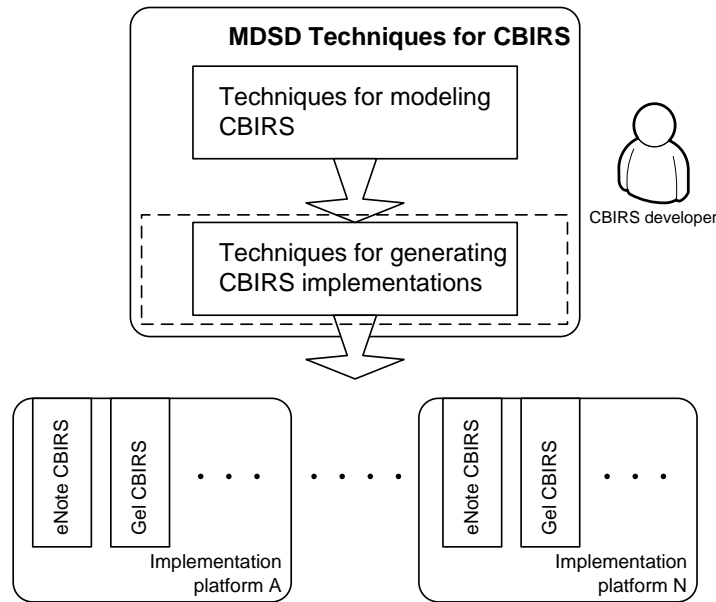 MDSD Techniques for CBIRS
Techniques for modeling
CBIRS
CBIRS developer
Techniques for generating
CBIRS implementations
eNote CBIRS
Gel CBIRS
. . .
. . . .
Implementation
platform A
eNote CBIRS
Gel CBIRS
. . .
Implementation
platform N